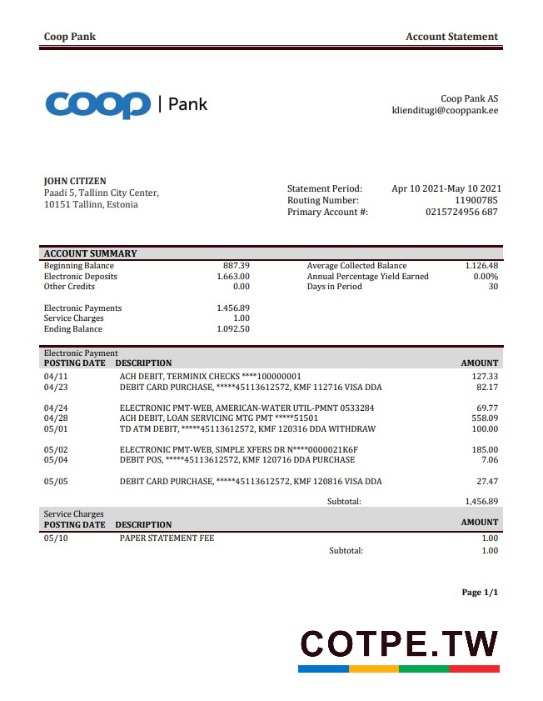 Coop Pank Account Statement
coop | Pank
Coop Pank AS
klienditugi@cooppank.ee
JOHN CITIZEN
Paadi 5, Tallinn City Center,
10151 Tallinn, Estonia
Statement Period: Apr 10 2021-May 10 2021
Routing Number: 11900785
Primary Account #: 0215724956 687
ACCOUNT SUMMARY
Beginning Balance 887.39 Average Collected Balance 1.126.48
Electronic Deposits 1.663.00 Annual Percentage Yield Earned 0.00%
Other Credits 0.00 Days in Period 30
Electronic Payments 1.456.89
Service Charges 1.00
Ending Balance 1.092.50
Electronic Payment
POSTING DATE DESCRIPTION AMOUNT
04/11 ACH DEBIT, TERMINIX CHECKS ****100000001 127.33
04/23 DEBIT CARD PURCHASE, *****45113612572, KMF 112716 VISA DDA 82.17
04/24 ELECTRONIC PMT-WEB, AMERICAN-WATER UTIL-PMNT 0533284 69.77
04/28 ACH DEBIT, LOAN SERVICING MTG PMT *****51501 558.09
05/01 TD ATM DEBIT, *****45113612572, KMF 120316 DDA WITHDRAW 100.00
05/02 ELECTRONIC PMT-WEB, SIMPLE XFERS DR N****0000021K6F 185.00
05/04 DEBIT POS, *****45113612572, KMF 120716 DDA PURCHASE 7.06
05/05 DEBIT CARD PURCHASE, *****45113612572, KMF 120816 VISA DDA 27.47
Subtotal: 1,456.89
Service Charges
POSTING DATE DESCRIPTION AMOUNT
05/10 PAPER STATEMENT FEE 1.00
Subtotal: 1.00
Page 1/1
COTPE.TW